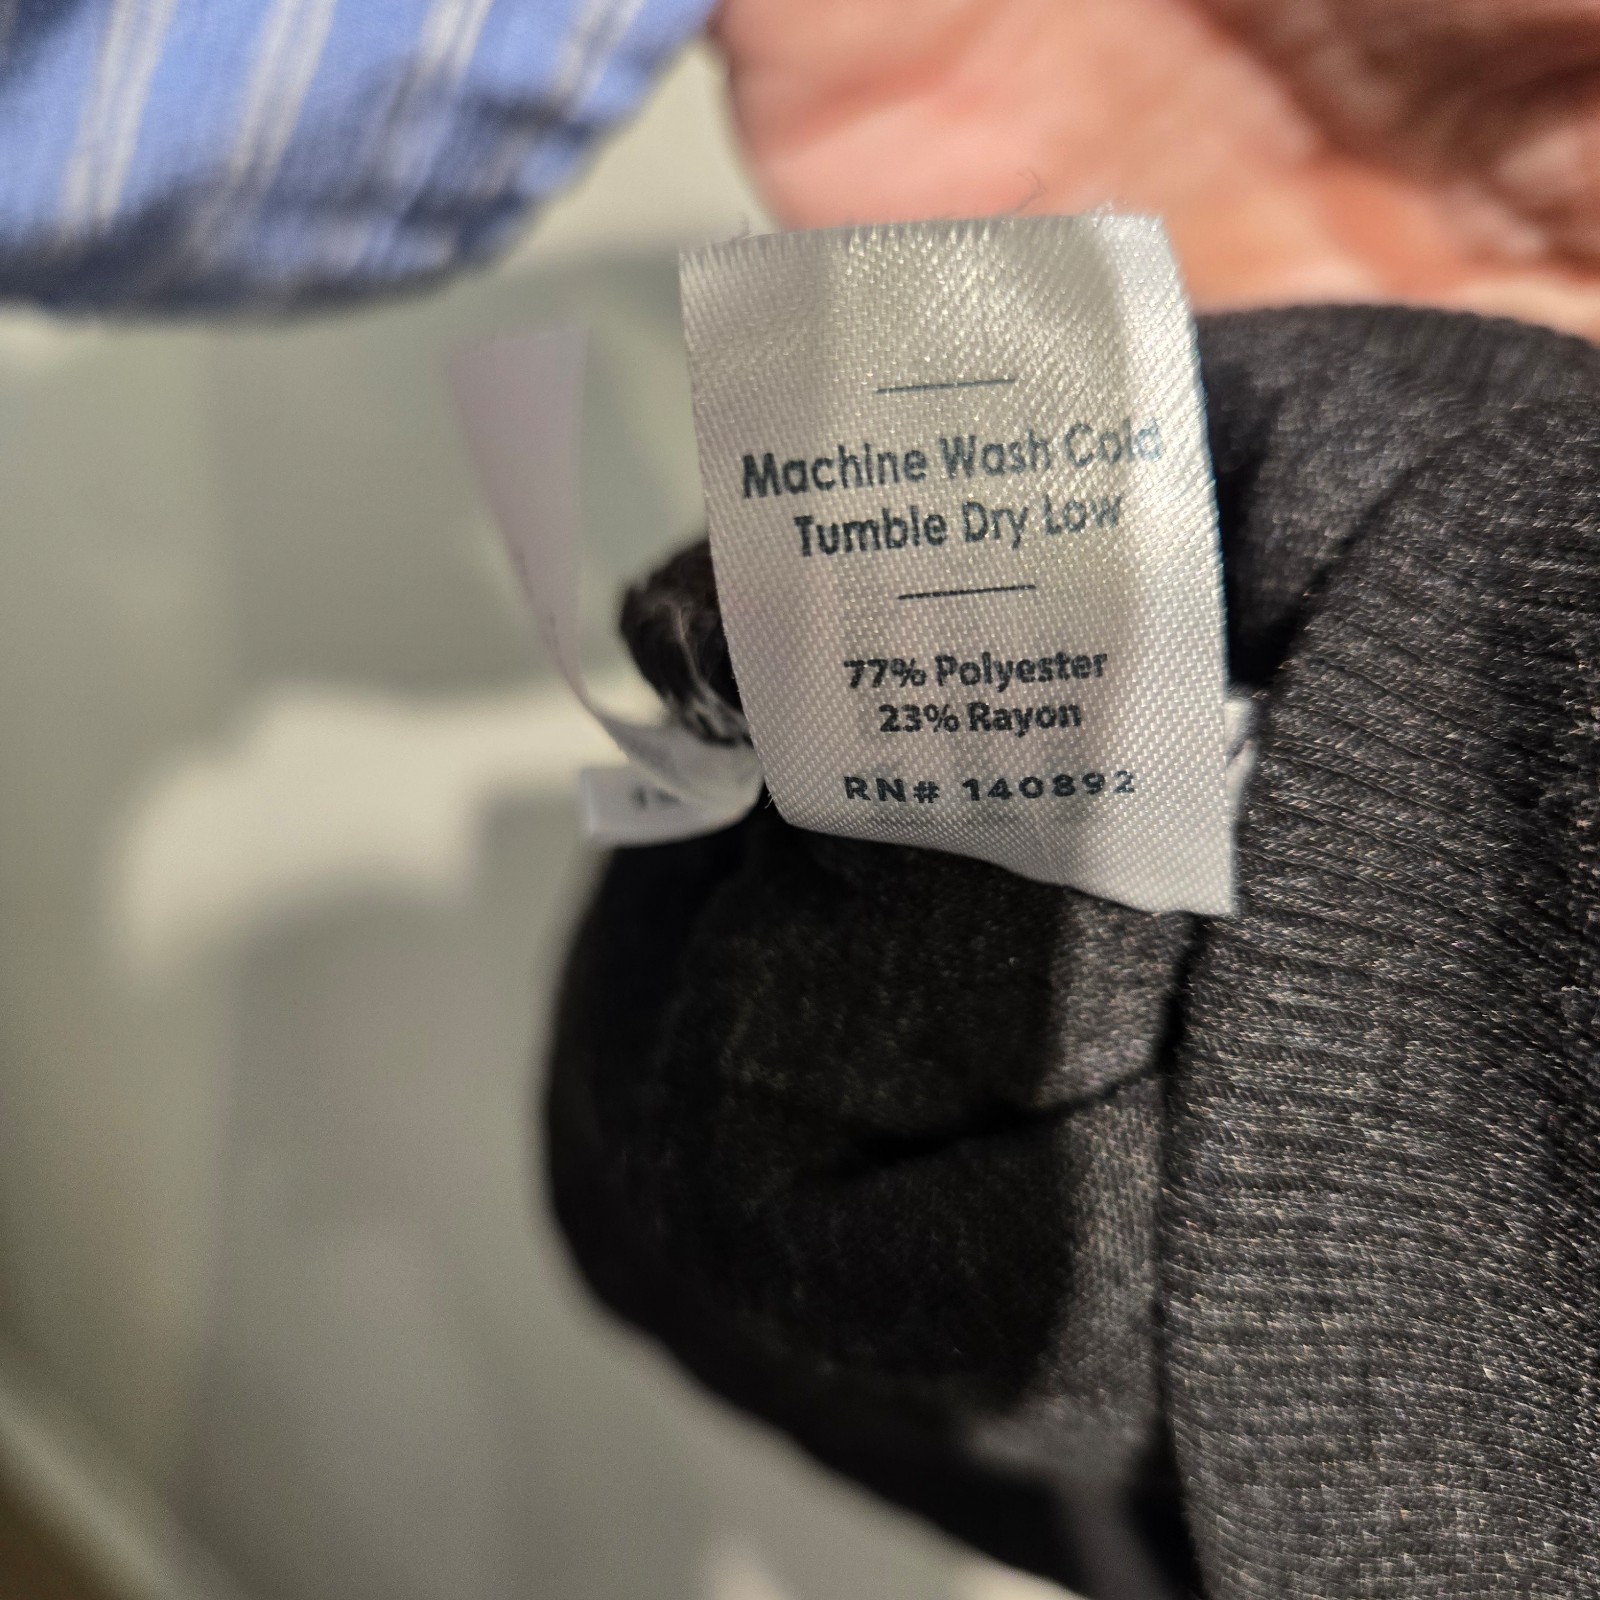 Machine Wash Cold
Tumble Dry Low
77% Polyester
23% Rayon
RN# 140892